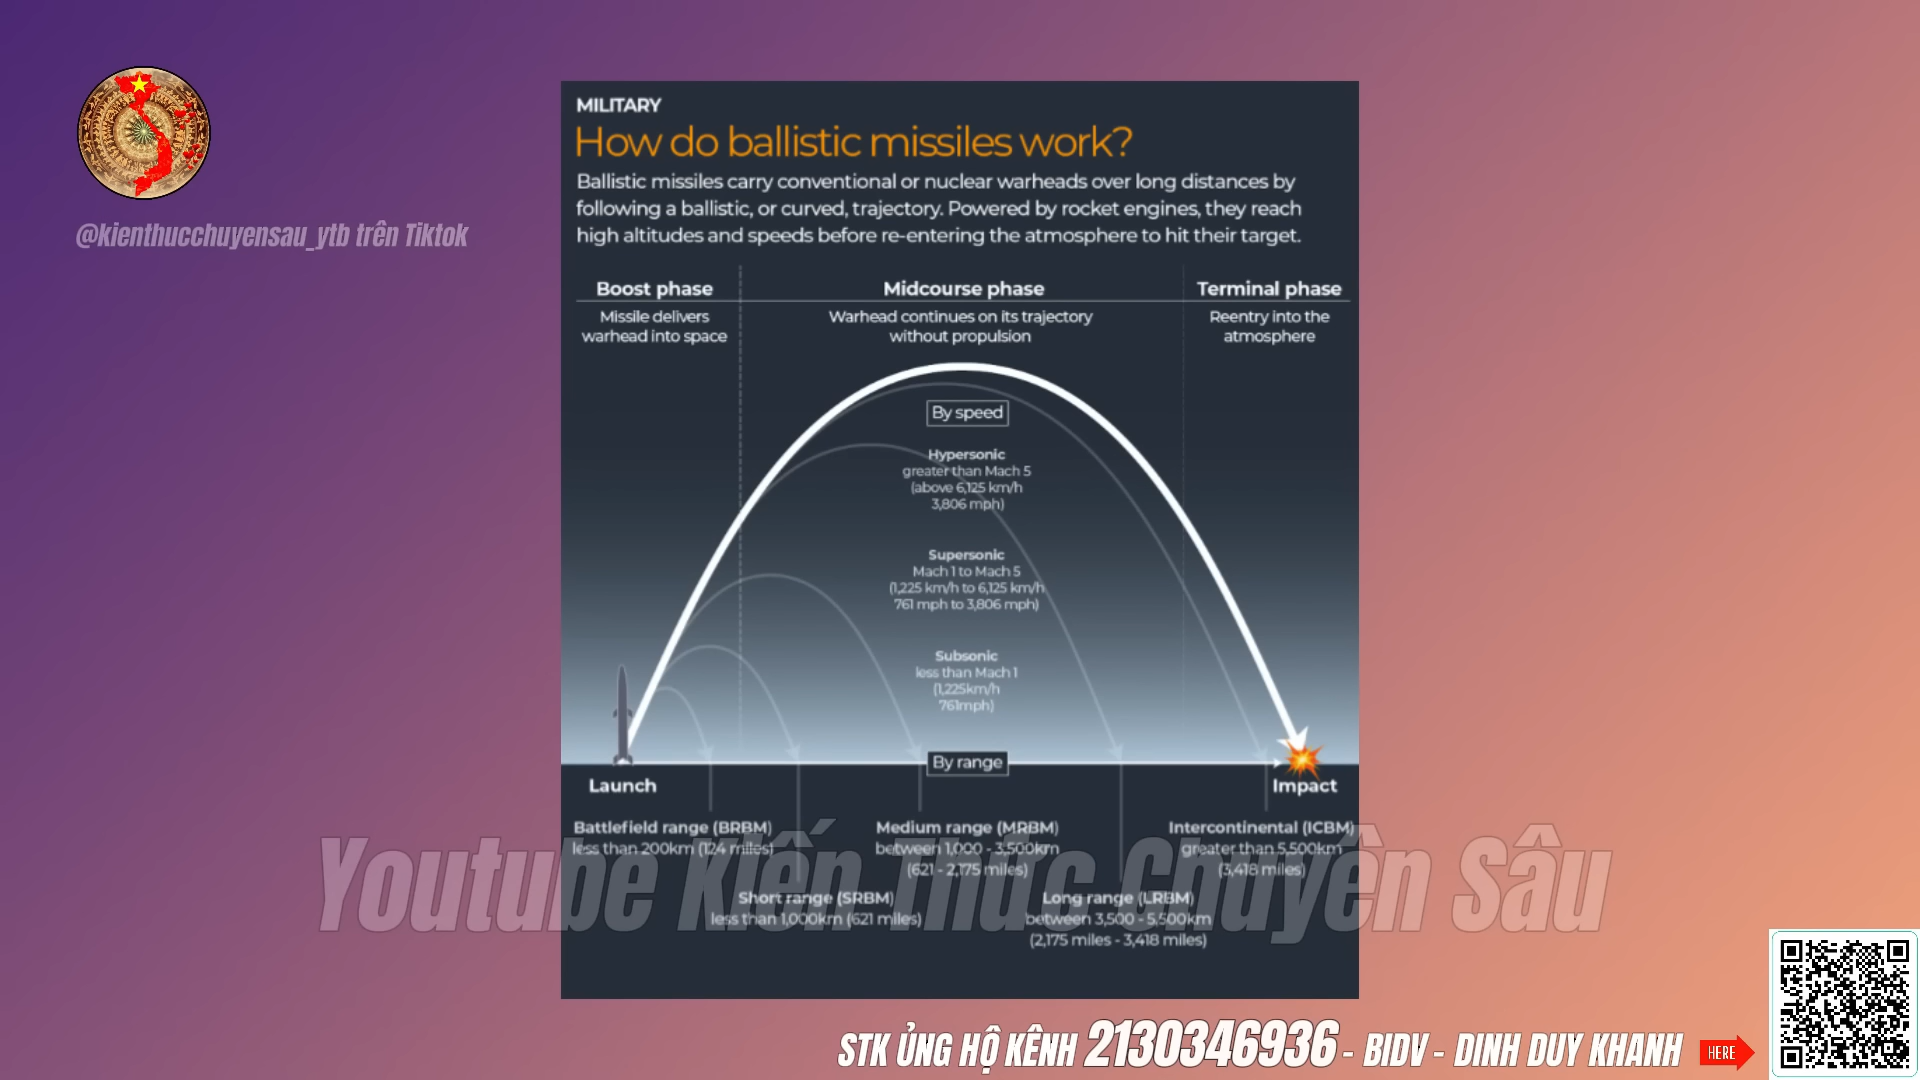 @kienthucchuyensau_ytb trên Tiktok
MILITARY
How do ballistic missiles work?
Ballistic missiles carry conventional or nuclear warheads over long distances by
following a ballistic, or curved, trajectory. Powered by rocket engines, they reach
high altitudes and speeds before re-entering the atmosphere to hit their target.
Boost phase
Missile delivers
warhead into space
Midcourse phase
Warhead continues on its trajectory
without propulsion
Terminal phase
Reentry into the
atmosphere
By speed
Hypersonic
greater than Mach 5
(above 6,125 km/h
3,806 mph)
Supersonic
Mach 1 to Mach 5
(1,225 km/h to 6,125 km/h
761 mph to 3,806 mph)
Subsonic
less than Mach 1
(1,225km/h
761mph)
By range
Launch
Impact
Battlefield range (BRBM)
less than 200km (124 miles)
Medium range (MRBM)
between 1,000 - 3,500km
(621 - 2,175 miles)
Intercontinental (ICBM)
greater than 5,500km
(3,418 miles)
Short range (SRBM)
less than 1,000km (621 miles)
Long range (LRBM)
between 3,500 - 5,500km
(2,175 miles - 3,418 miles)
Youtube Kiến Thức Chuyên Sâu
STK ỦNG HỘ KÊNH 2130346936 - BIDV - DINH DUY KHANH
HERE